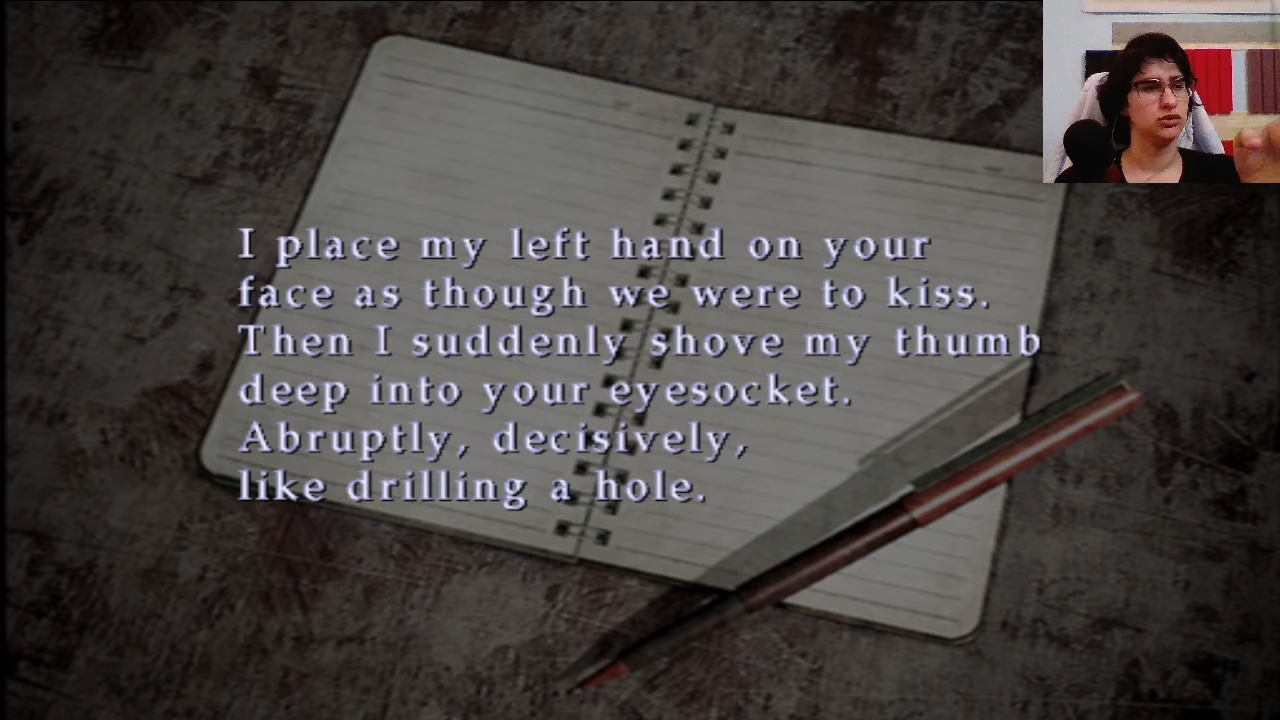 I place my left hand on your
face as though we were to kiss.
Then I suddenly shove my thumb
deep into your eyesocket.
Abruptly, decisively,
like drilling a hole.